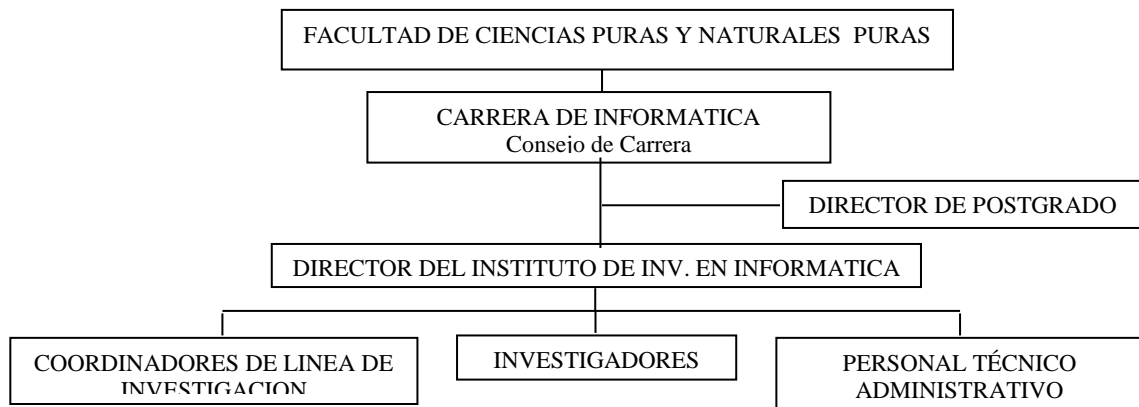 FACULTAD DE CIENCIAS PURAS Y NATURALES PURAS
CARRERA DE INFORMATICA
Consejo de Carrera
DIRECTOR DE POSTGRADO
DIRECTOR DEL INSTITUTO DE INV. EN INFORMATICA
COORDINADORES DE LINEA DE
INVESTIGACION
INVESTIGADORES
PERSONAL TÉCNICO
ADMINISTRATIVO